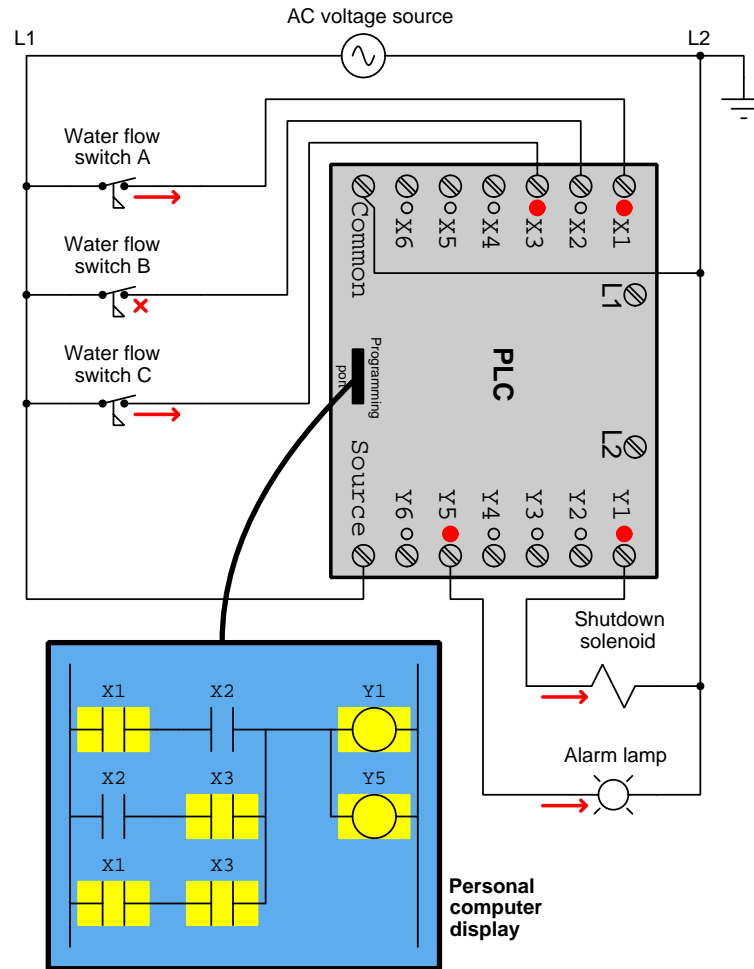 AC voltage source
L1
L2
Water flow
switch A
Water flow
switch B
Water flow
switch C
Common
X6
X5
X4
X3
X2
X1
L1
Programming
port
PLC
L2
Source
Y6
Y5
Y4
Y3
Y2
Y1
Shutdown
solenoid
Alarm lamp
X1
X2
Y1
X2
X3
Y5
X1
X3
Personal
computer
display